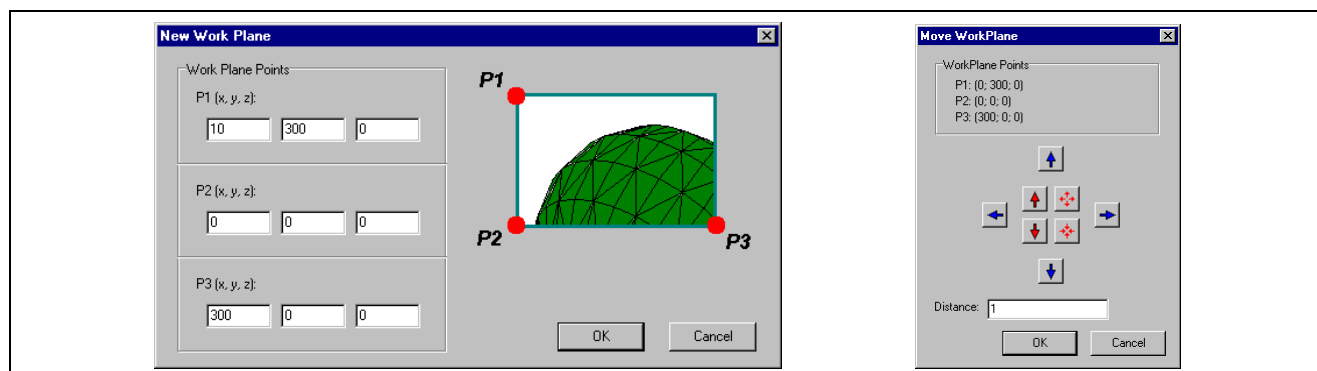 New Work Plane
Work Plane Points
P1 (x, y, z):
10 300 0
P2 (x, y, z):
0 0 0
P3 (x, y, z):
300 0 0
P1
P2
P3
OK Cancel
Move WorkPlane
WorkPlane Points
P1: (0; 300; 0)
P2: (0; 0; 0)
P3: (300; 0; 0)
Distance: 1
OK Cancel